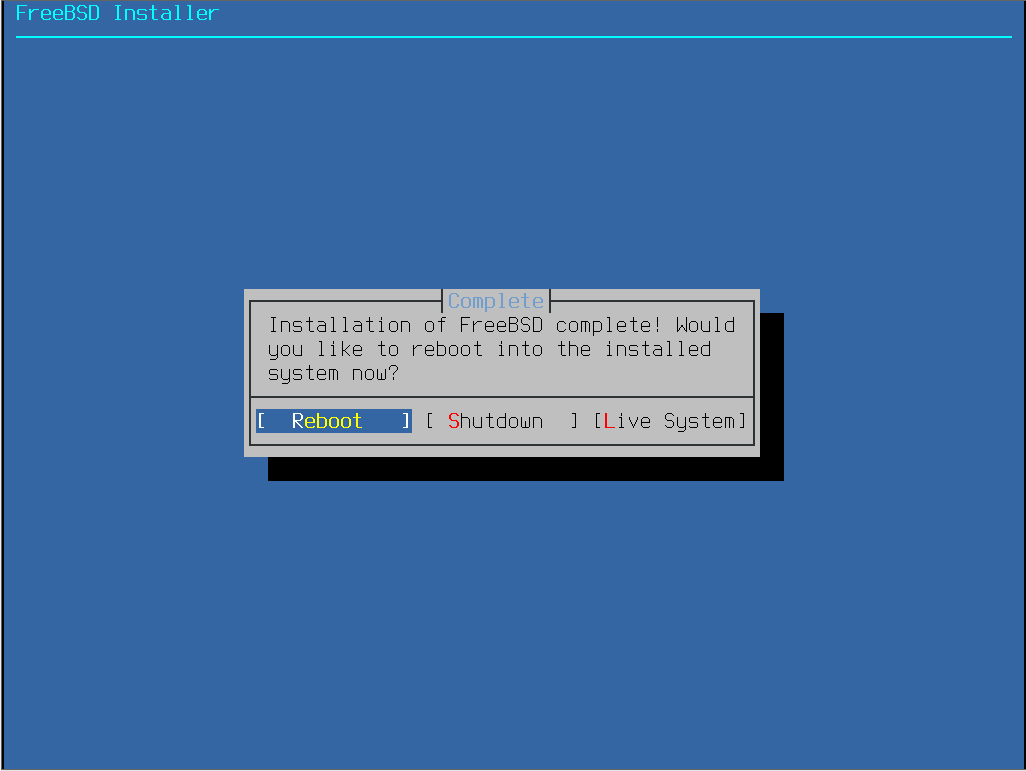 FreeBSD Installer
Complete
Installation of FreeBSD complete! Would
you like to reboot into the installed
system now?
[  Reboot   ] [ Shutdown  ] [Live System]